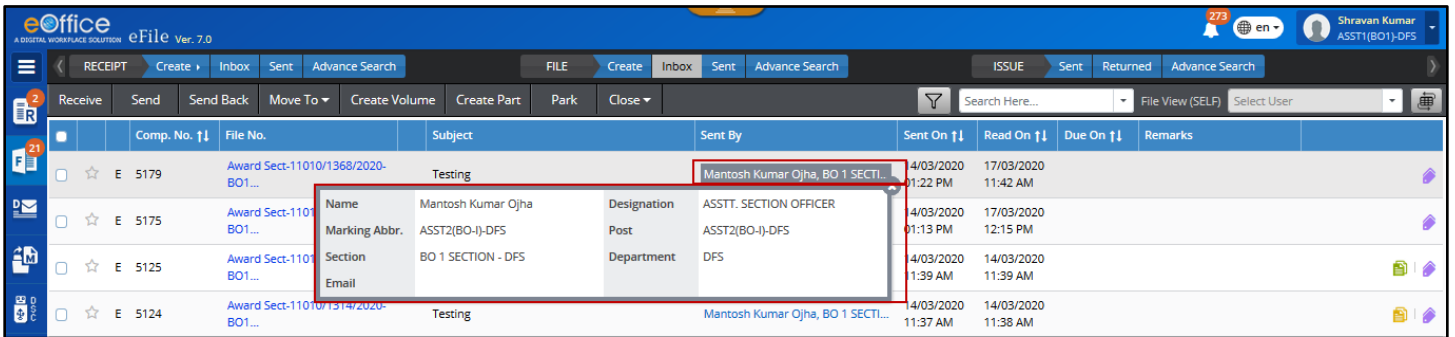 eOffice
A DIGITAL WORKPLACE SOLUTION eFile Ver. 7.0
273
en
Shravan Kumar
ASST1(BO1)-DFS
RECEIPT Create Inbox Sent Advance Search FILE Create Inbox Sent Advance Search ISSUE Sent Returned Advance Search
2
R
Receive Send Send Back Move To Create Volume Create Part Park Close Search Here... File View (SELF) Select User
Comp. No. File No. Subject Sent By Sent On Read On Due On Remarks
21
F
E 5179 Award Sect-11010/1368/2020-BO1... Testing Mantosh Kumar Ojha, BO 1 SECTI... 14/03/2020 01:22 PM 17/03/2020 11:42 AM
E 5175 Award Sect-1101 BO1... 14/03/2020 01:13 PM 17/03/2020 12:15 PM
Name Mantosh Kumar Ojha Designation ASSTT. SECTION OFFICER
Marking Abbr. ASST2(BO-I)-DFS Post ASST2(BO-I)-DFS
Section BO 1 SECTION - DFS Department DFS
Email
D
M
E 5125 Award Sect-1101 BO1... 14/03/2020 11:39 AM 14/03/2020 11:39 AM
DSC
E 5124 Award Sect-11010/1314/2020-BO1... Testing Mantosh Kumar Ojha, BO 1 SECTI... 14/03/2020 11:37 AM 14/03/2020 11:38 AM